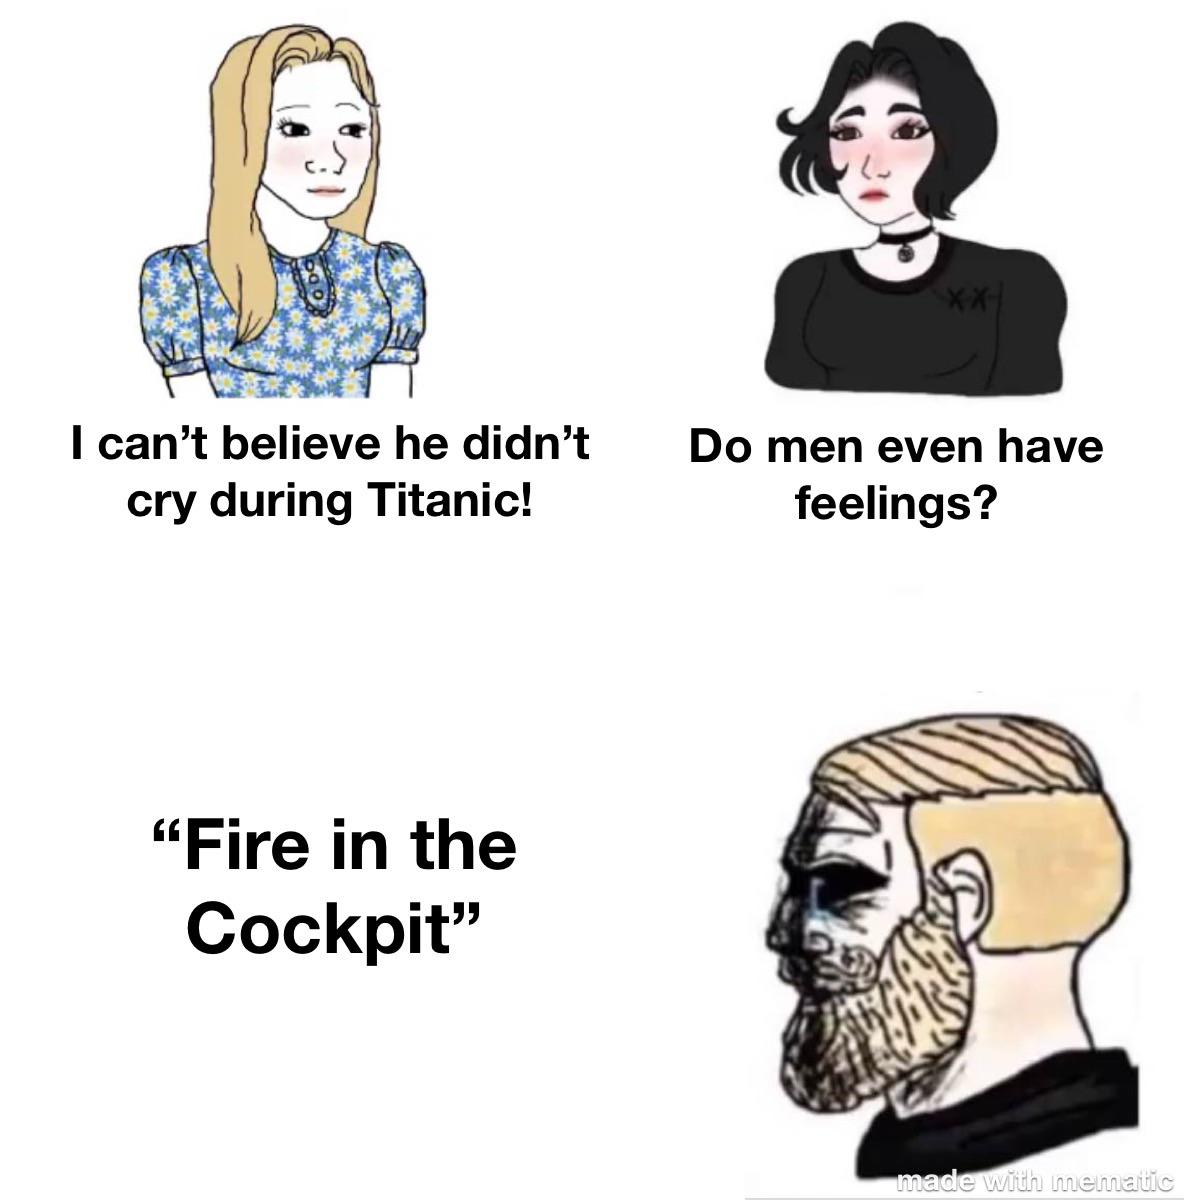 I can’t believe he didn’t
cry during Titanic!
Do men even have
feelings?
“Fire in the
Cockpit”
made with mematic